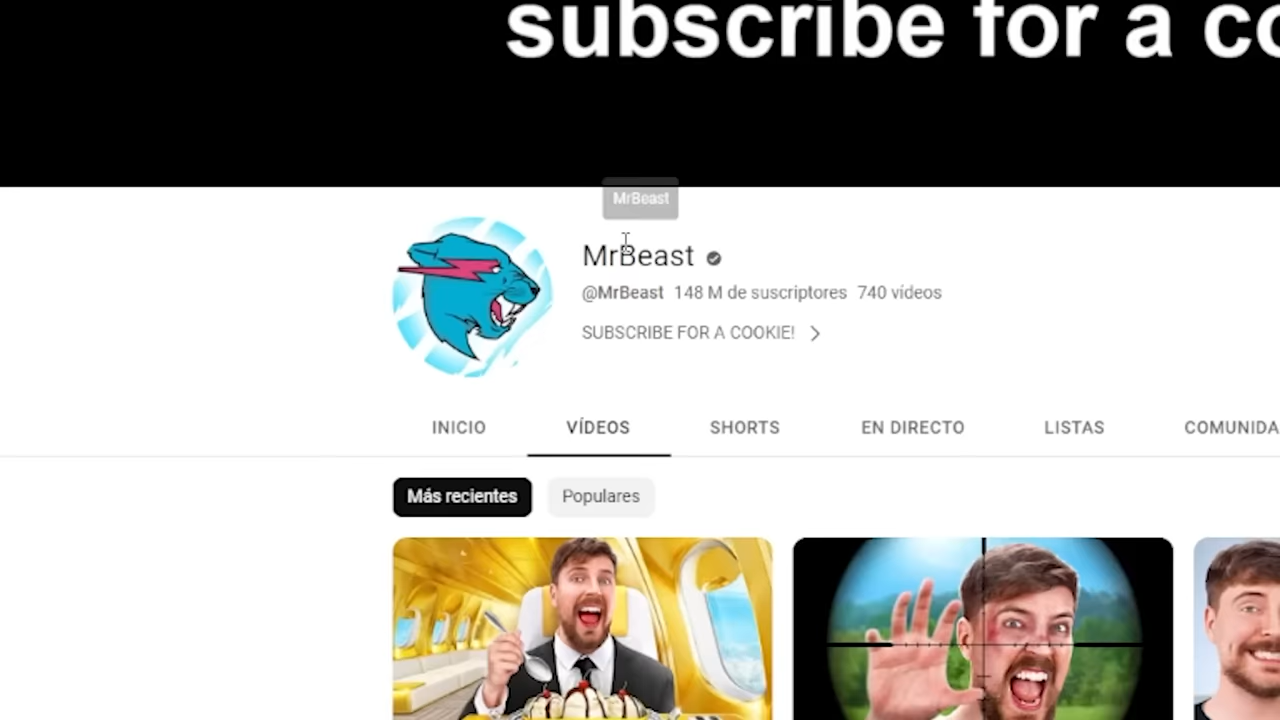 subscribe for a co
MrBeast
MrBeast
@MrBeast 148 M de suscriptores 740 vídeos
SUBSCRIBE FOR A COOKIE!
INICIO VÍDEOS SHORTS EN DIRECTO LISTAS COMUNIDA
Más recientes Populares